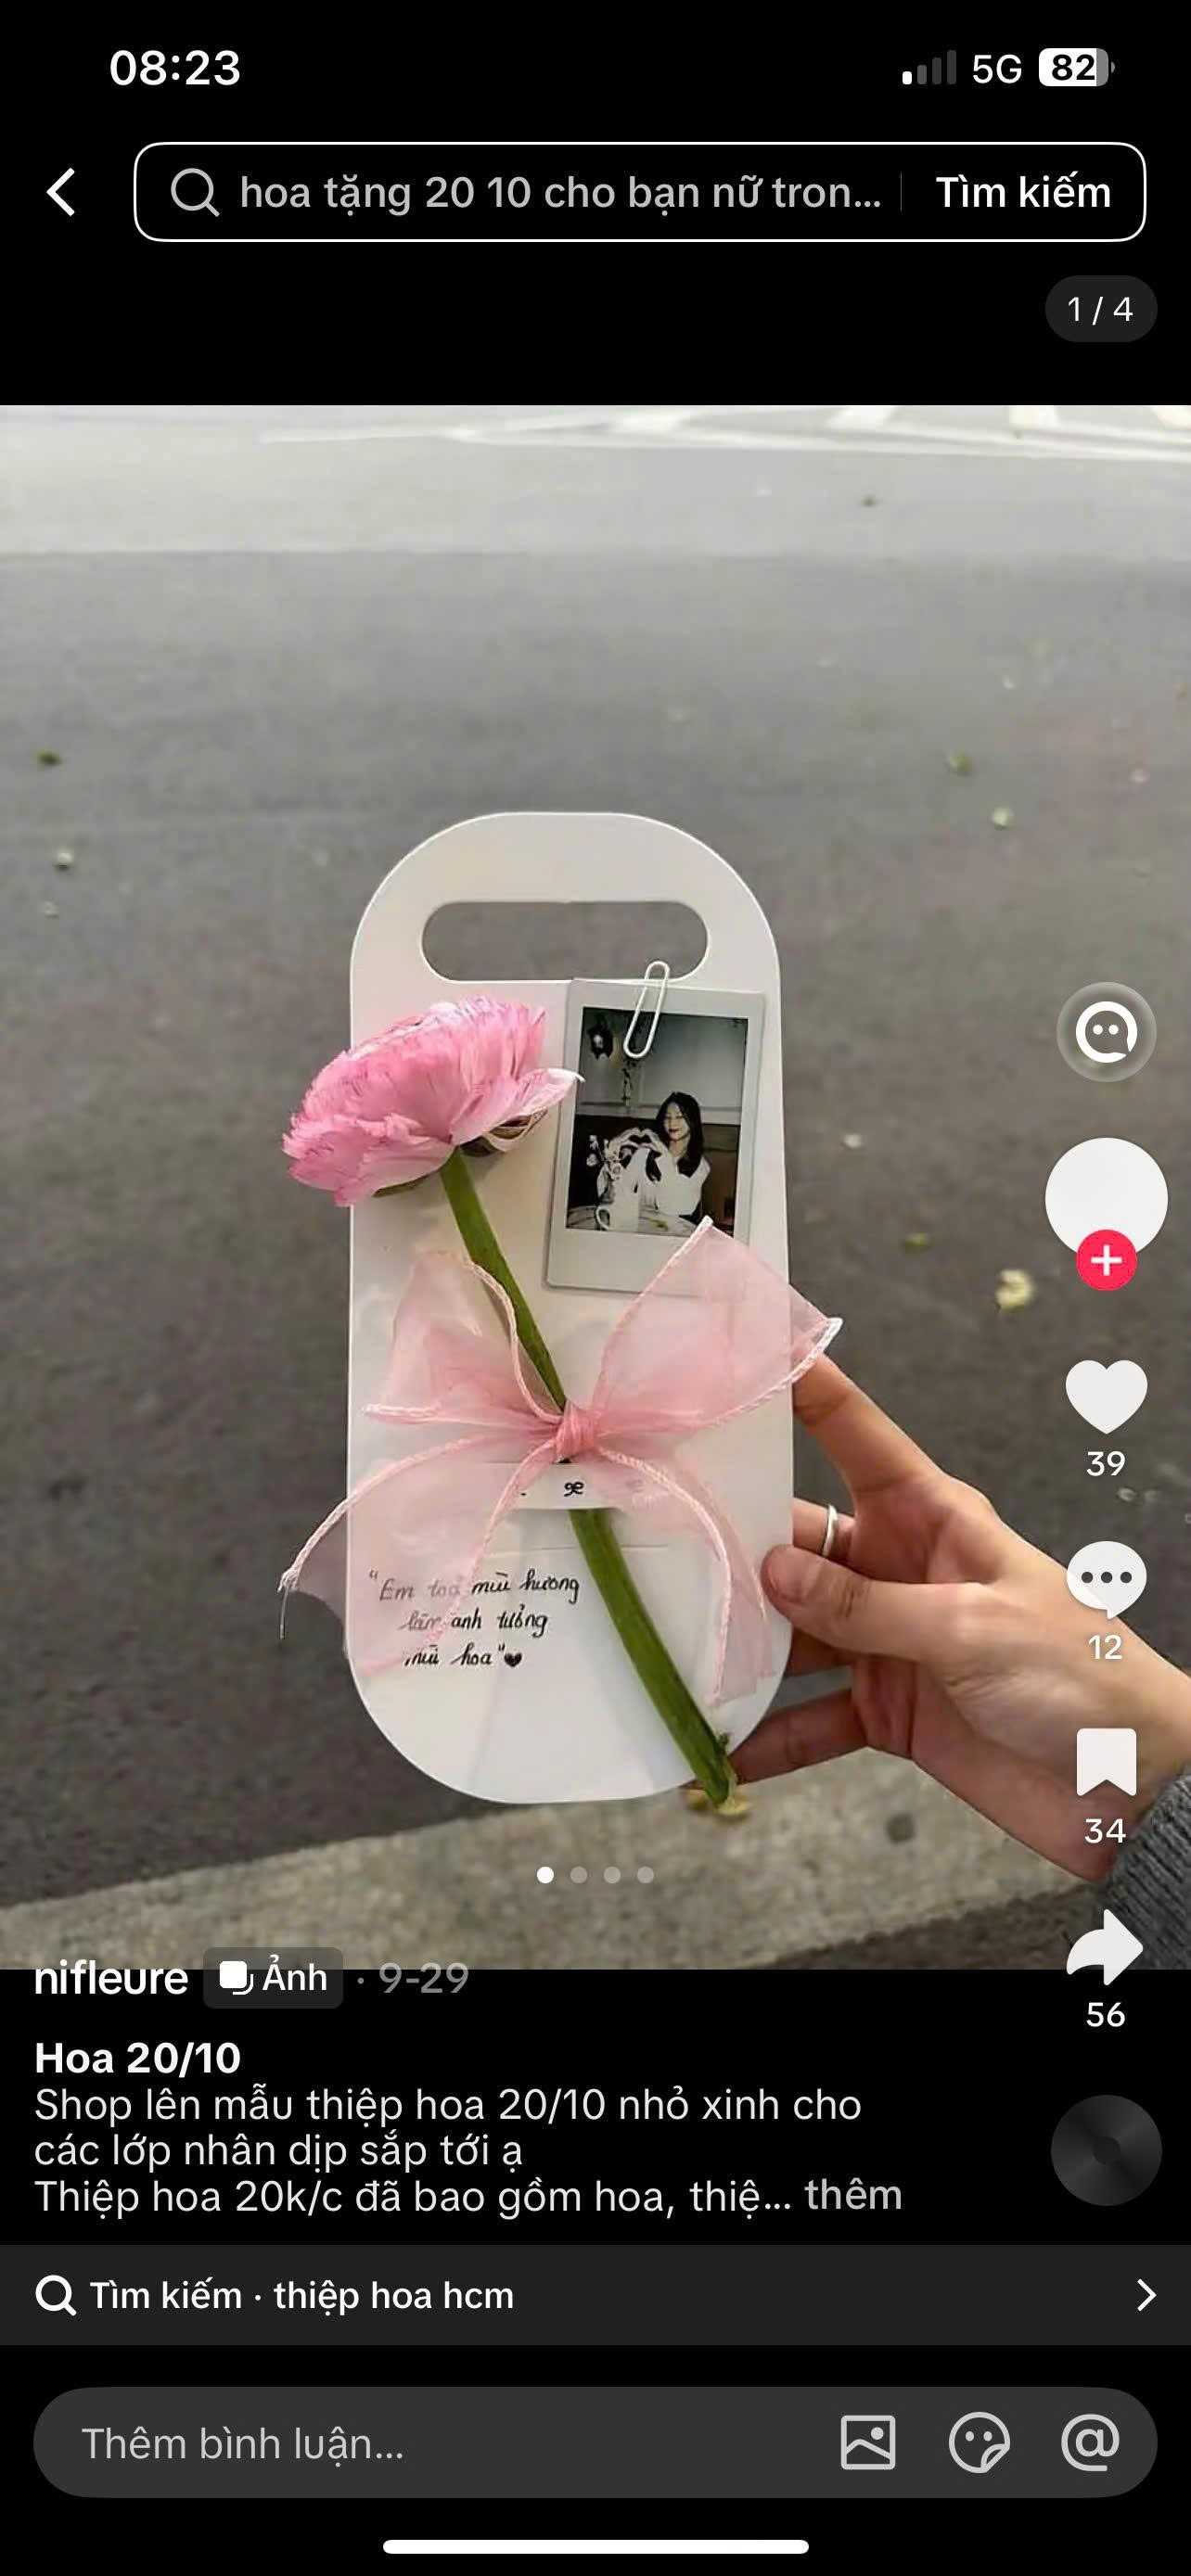 08:23
5G 82
hoa tặng 20 10 cho bạn nữ tron... Tìm kiếm
1 / 4
39
"Em toả mùi hương
làm anh tưởng
mùi hoa"
12
34
nifleure Ảnh · 9-29
56
Hoa 20/10
Shop lên mẫu thiệp hoa 20/10 nhỏ xinh cho
các lớp nhân dịp sắp tới ạ
Thiệp hoa 20k/c đã bao gồm hoa, thiệ... thêm
Tìm kiếm · thiệp hoa hcm
Thêm bình luận...